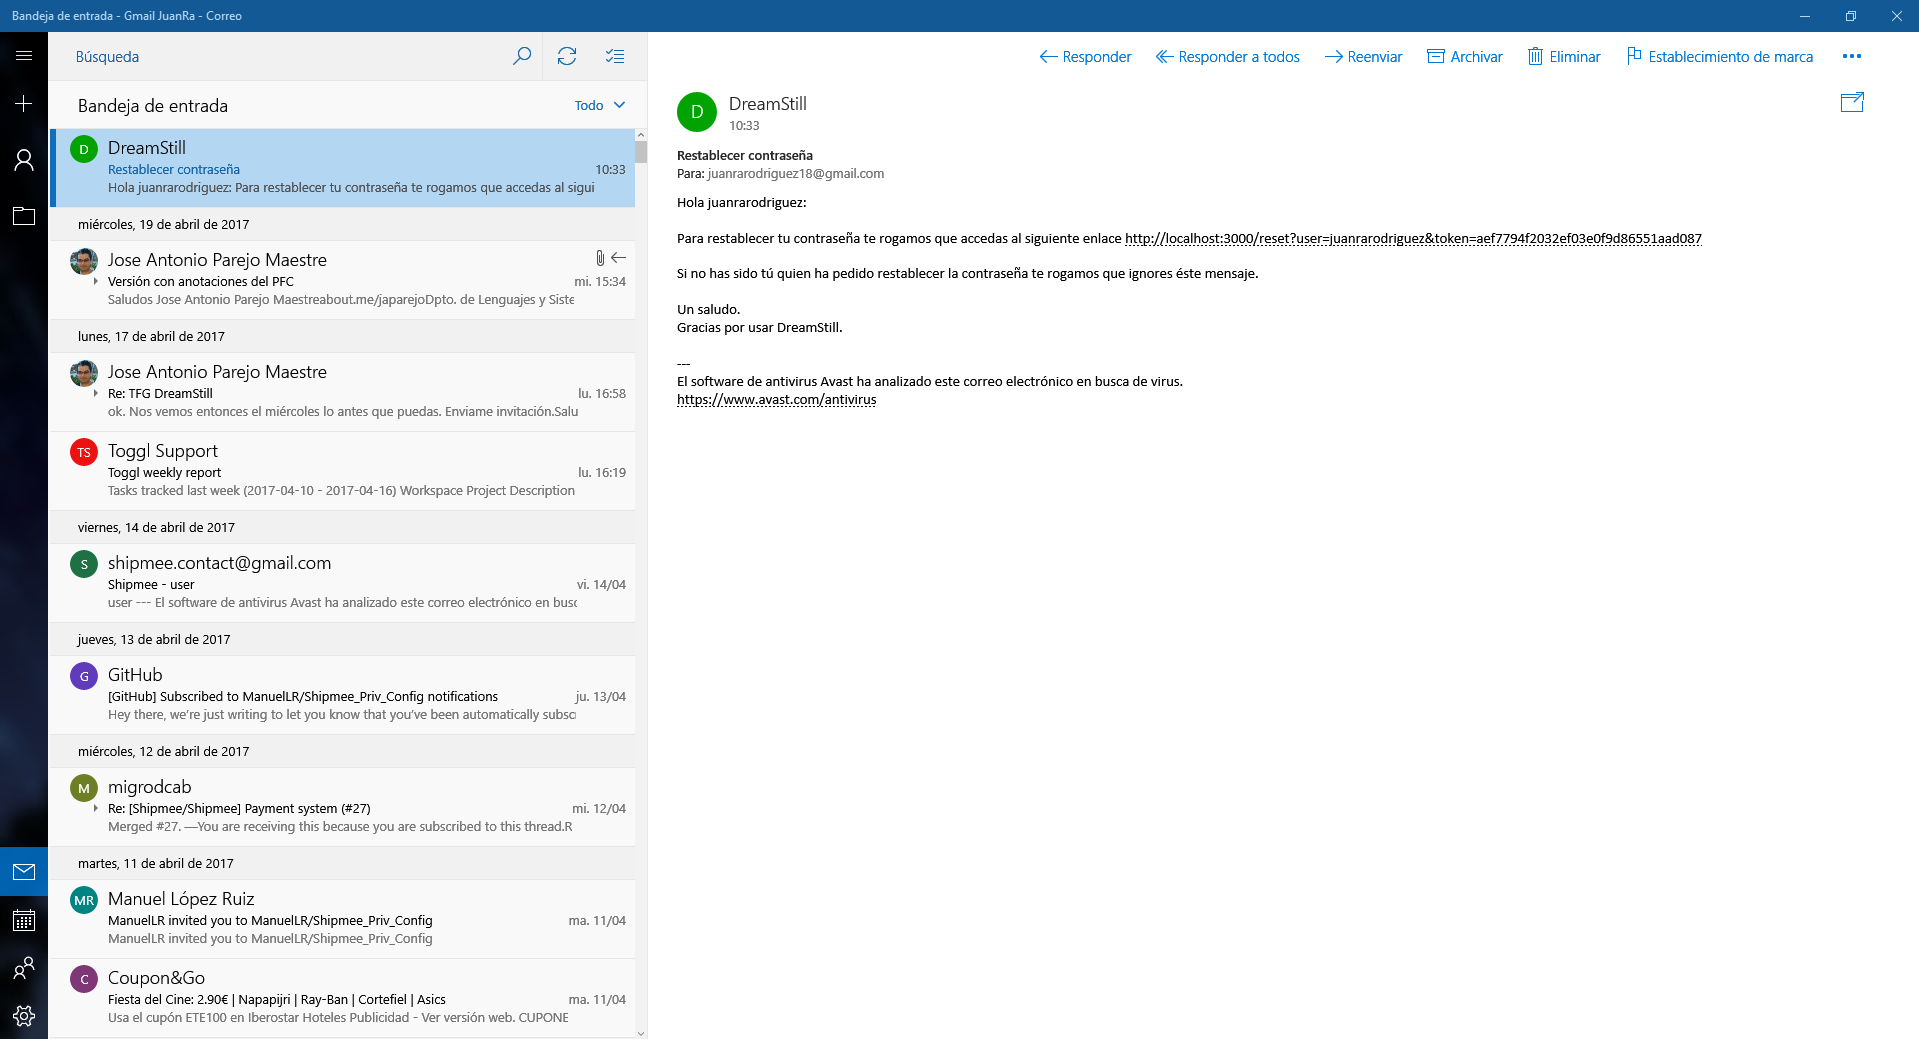 Bandeja de entrada - Gmail JuanRa - Correo
Búsqueda
Bandeja de entrada
Todo
D
DreamStill
Restablecer contraseña
10:33
Hola juanrarodriguez: Para restablecer tu contraseña te rogamos que accedas al sigui
miércoles, 19 de abril de 2017
Jose Antonio Parejo Maestre
Versión con anotaciones del PFC
mi. 15:34
Saludos Jose Antonio Parejo Maestreabout.me/japarejoDpto. de Lenguajes y Siste
lunes, 17 de abril de 2017
Jose Antonio Parejo Maestre
Re: TFG DreamStill
lu. 16:58
ok. Nos vemos entonces el miércoles lo antes que puedas. Enviame invitación.Salu
TS
Toggl Support
Toggl weekly report
lu. 16:19
Tasks tracked last week (2017-04-10 - 2017-04-16) Workspace Project Description
viernes, 14 de abril de 2017
S
shipmee.contact@gmail.com
Shipmee - user
vi. 14/04
user --- El software de antivirus Avast ha analizado este correo electrónico en busc
jueves, 13 de abril de 2017
G
GitHub
[GitHub] Subscribed to ManuelLR/Shipmee_Priv_Config notifications
ju. 13/04
Hey there, we're just writing to let you know that you've been automatically subsc
miércoles, 12 de abril de 2017
M
migrodcab
Re: [Shipmee/Shipmee] Payment system (#27)
mi. 12/04
Merged #27. —You are receiving this because you are subscribed to this thread.R
martes, 11 de abril de 2017
MR
Manuel López Ruiz
ManuelLR invited you to ManuelLR/Shipmee_Priv_Config
ma. 11/04
ManuelLR invited you to ManuelLR/Shipmee_Priv_Config
C
Coupon&Go
Fiesta del Cine: 2.90€ | Napapijri | Ray-Ban | Cortefiel | Asics
ma. 11/04
Usa el cupón ETE100 en Iberostar Hoteles Publicidad - Ver versión web. CUPONE
Responder
Responder a todos
Reenviar
Archivar
Eliminar
Establecimiento de marca
D
DreamStill
10:33
Restablecer contraseña
Para: juanrarodriguez18@gmail.com
Hola juanrarodriguez:
Para restablecer tu contraseña te rogamos que accedas al siguiente enlace http://localhost:3000/reset?user=juanrarodriguez&token=aef7794f2032ef03e0f9d86551aad087
Si no has sido tú quien ha pedido restablecer la contraseña te rogamos que ignores éste mensaje.
Un saludo.
Gracias por usar DreamStill.
---
El software de antivirus Avast ha analizado este correo electrónico en busca de virus.
https://www.avast.com/antivirus